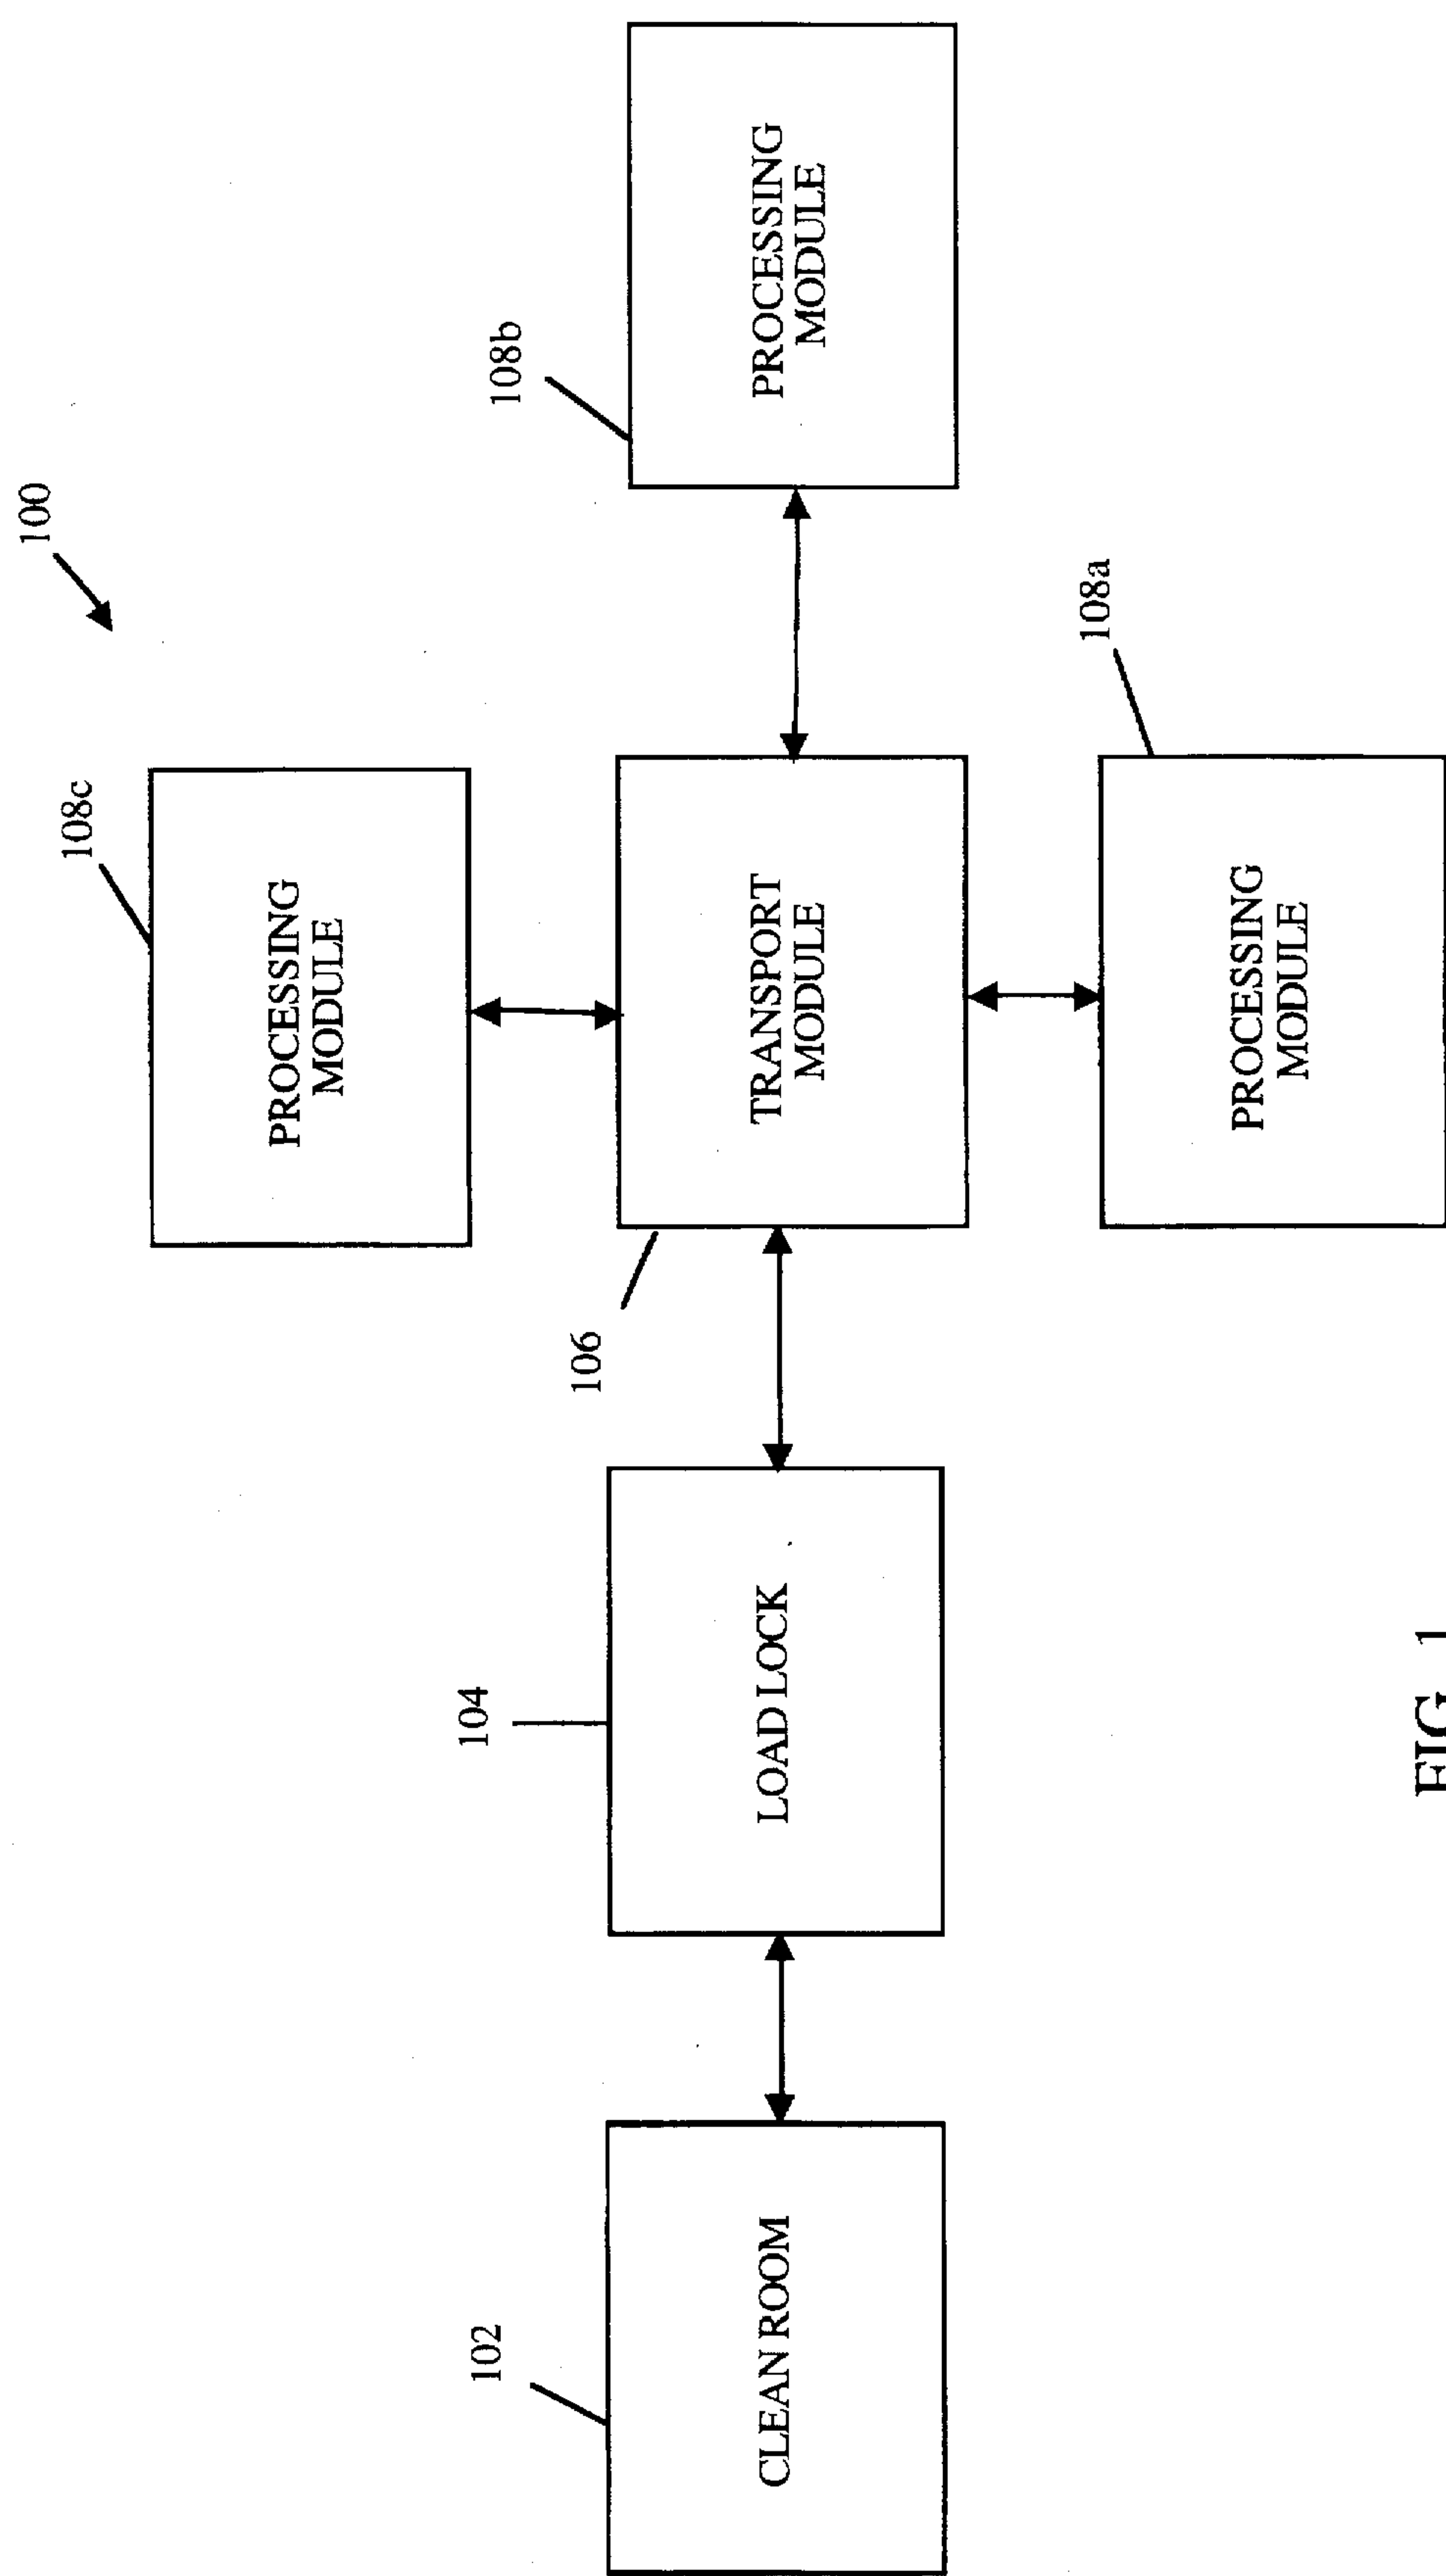 100
108c
PROCESSING
MODULE
102
CLEAN ROOM
104
LOAD LOCK
106
TRANSPORT
MODULE
108b
PROCESSING
MODULE
108a
PROCESSING
MODULE
FIG. 1